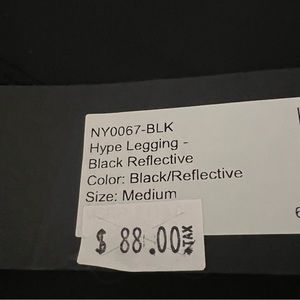 NY0067-BLK
Hype Legging -
Black Reflective
Color: Black/Reflective
Size: Medium
$ 88.00 +TAX